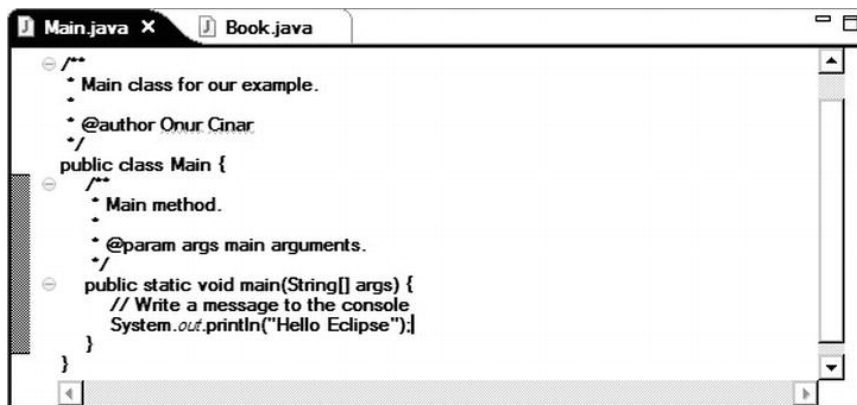 Main.java Book.java
/**
* Main class for our example.
*
* @author Onur Cinar
*/
public class Main {
/**
* Main method.
*
* @param args main arguments.
*/
public static void main(String[] args) {
// Write a message to the console
System.out.println("Hello Eclipse");
}
}